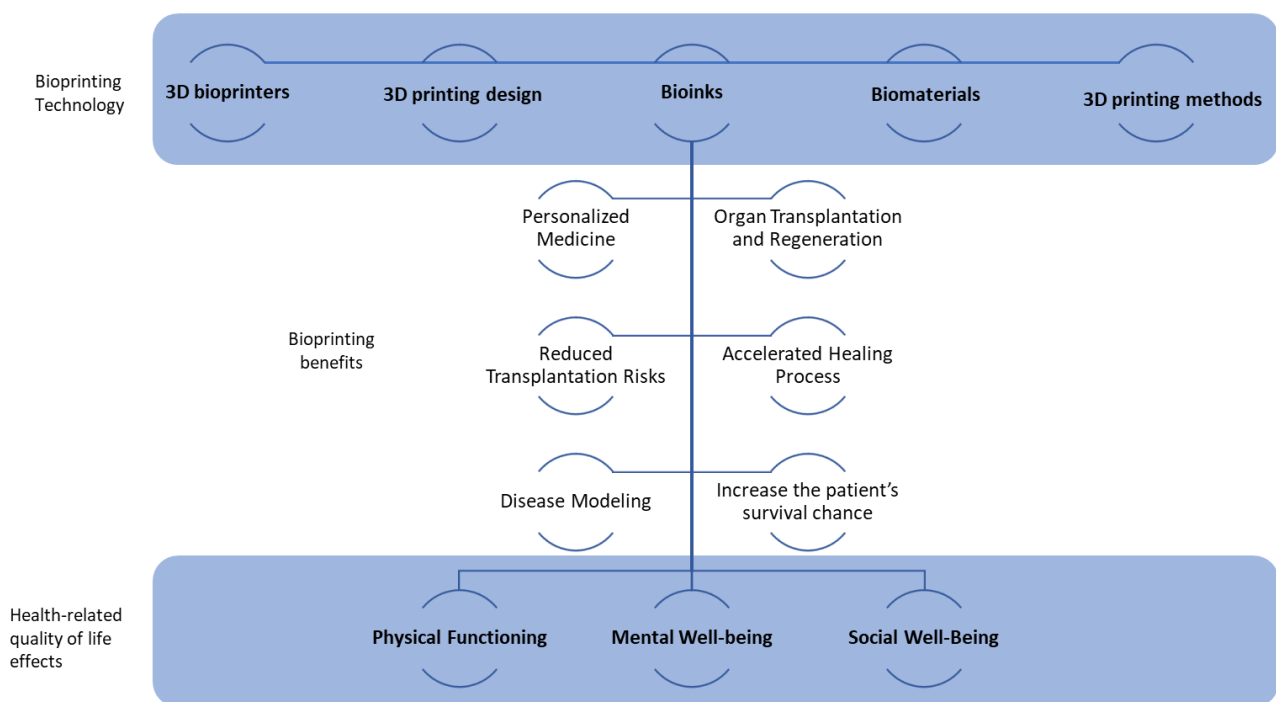 Bioprinting
Technology
3D bioprinters
3D printing design
Bioinks
Biomaterials
3D printing methods
Personalized
Medicine
Organ Transplantation
and Regeneration
Bioprinting
benefits
Reduced
Transplantation Risks
Accelerated Healing
Process
Disease Modeling
Increase the patient’s
survival chance
Health-related
quality of life
effects
Physical Functioning
Mental Well-being
Social Well-Being